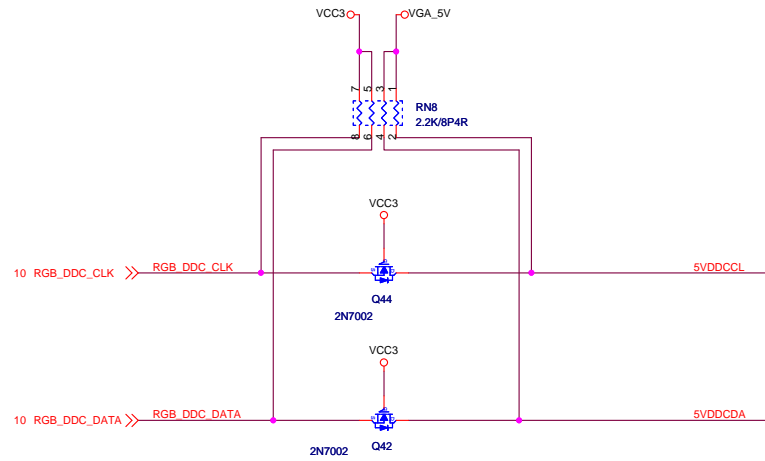 VCC3 VGA_5V
7 5 3 1
RN8
2.2K/8P4R
8 6 4 2
VCC3
10 RGB_DDC_CLK RGB_DDC_CLK 5VDDCCL
Q44
2N7002
VCC3
10 RGB_DDC_DATA RGB_DDC_DATA 5VDDCDA
2N7002 Q42